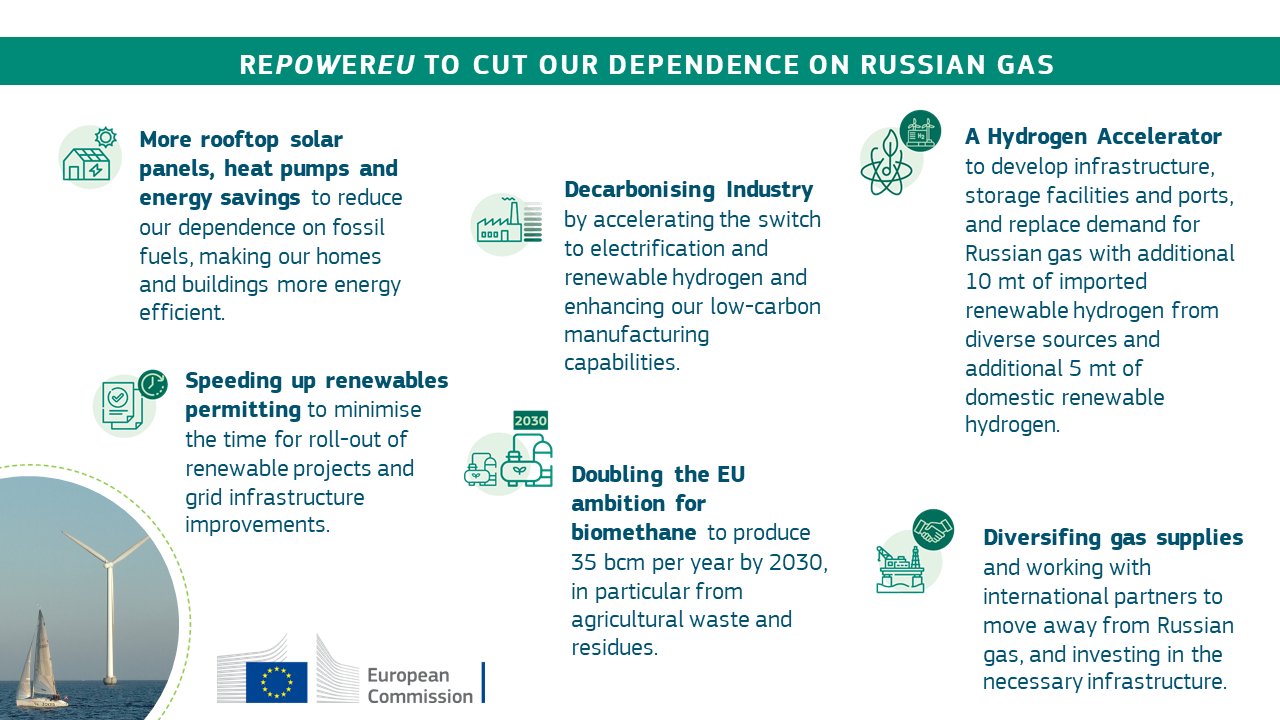 REPOWEREU TO CUT OUR DEPENDENCE ON RUSSIAN GAS
More rooftop solar
panels, heat pumps and
energy savings to reduce
our dependence on fossil
fuels, making our homes
and buildings more energy
efficient.
Speeding up renewables
permitting to minimise
the time for roll-out of
renewable projects and
grid infrastructure
improvements.
Decarbonising Industry
by accelerating the switch
to electrification and
renewable hydrogen and
enhancing our low-carbon
manufacturing
capabilities.
2030
Doubling the EU
ambition for
biomethane to produce
35 bcm per year by 2030,
in particular from
agricultural waste and
residues.
H₂
A Hydrogen Accelerator
to develop infrastructure,
storage facilities and ports,
and replace demand for
Russian gas with additional
10 mt of imported
renewable hydrogen from
diverse sources and
additional 5 mt of
domestic renewable
hydrogen.
Diversifing gas supplies
and working with
international partners to
move away from Russian
gas, and investing in the
necessary infrastructure.
European
Commission